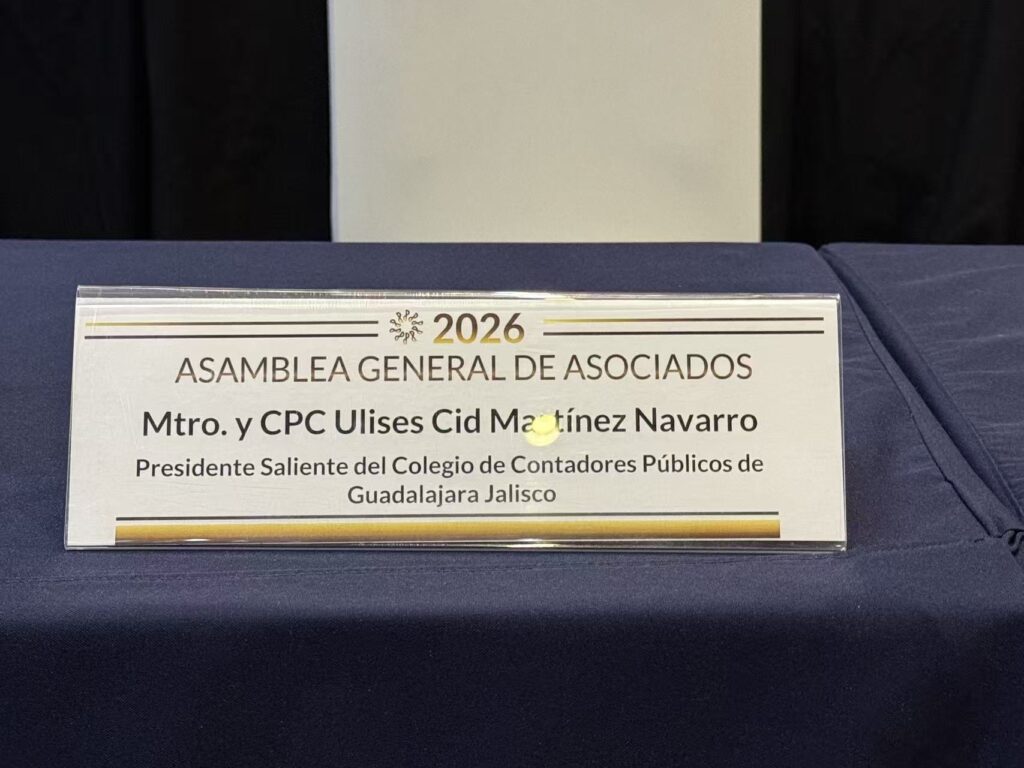 2026
ASAMBLEA GENERAL DE ASOCIADOS
Mtro. y CPC Ulises Cid Martínez Navarro
Presidente Saliente del Colegio de Contadores Públicos de
Guadalajara Jalisco